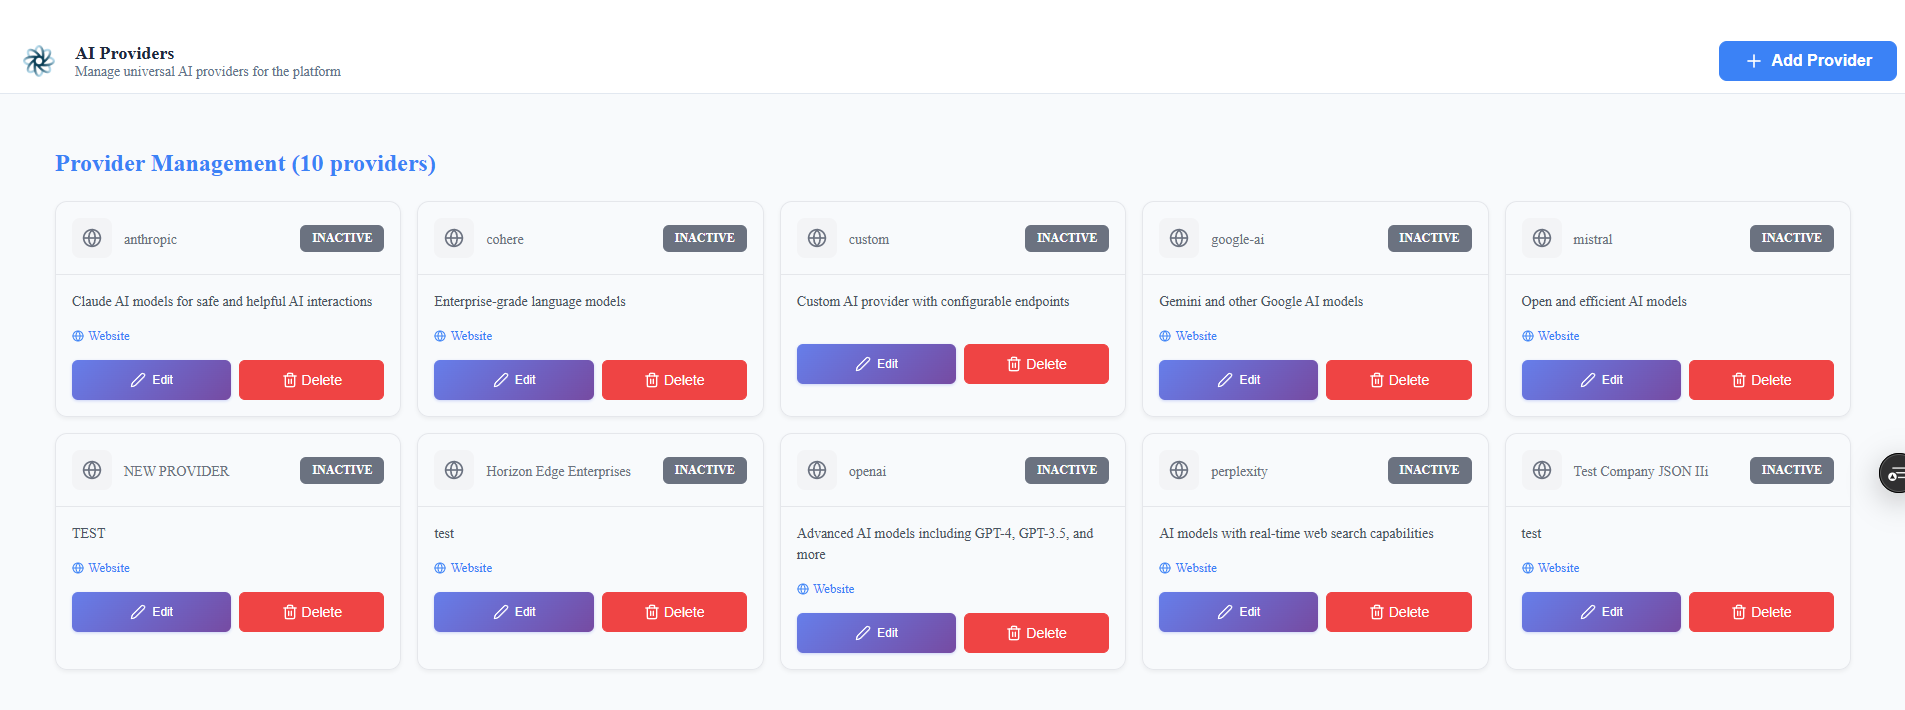 AI Providers
Manage universal AI providers for the platform
Add Provider
Provider Management (10 providers)
anthropic
INACTIVE
Claude AI models for safe and helpful AI interactions
Website
Edit
Delete
cohere
INACTIVE
Enterprise-grade language models
Website
Edit
Delete
custom
INACTIVE
Custom AI provider with configurable endpoints
Edit
Delete
google-ai
INACTIVE
Gemini and other Google AI models
Website
Edit
Delete
mistral
INACTIVE
Open and efficient AI models
Website
Edit
Delete
NEW PROVIDER
INACTIVE
TEST
Website
Edit
Delete
Horizon Edge Enterprises
INACTIVE
test
Website
Edit
Delete
openai
INACTIVE
Advanced AI models including GPT-4, GPT-3.5, and
more
Website
Edit
Delete
perplexity
INACTIVE
AI models with real-time web search capabilities
Website
Edit
Delete
Test Company JSON IIi
INACTIVE
test
Website
Edit
Delete